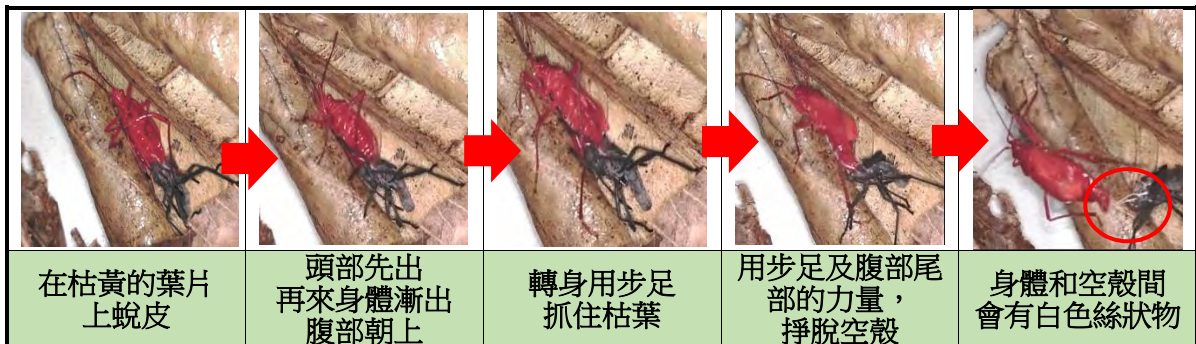 在枯黃的葉片
上蛻皮
頭部先出
再來身體漸出
腹部朝上
轉身用步足
抓住枯葉
用步足及腹部尾
部的力量，
掙脫空殼
身體和空殼間
會有白色絲狀物